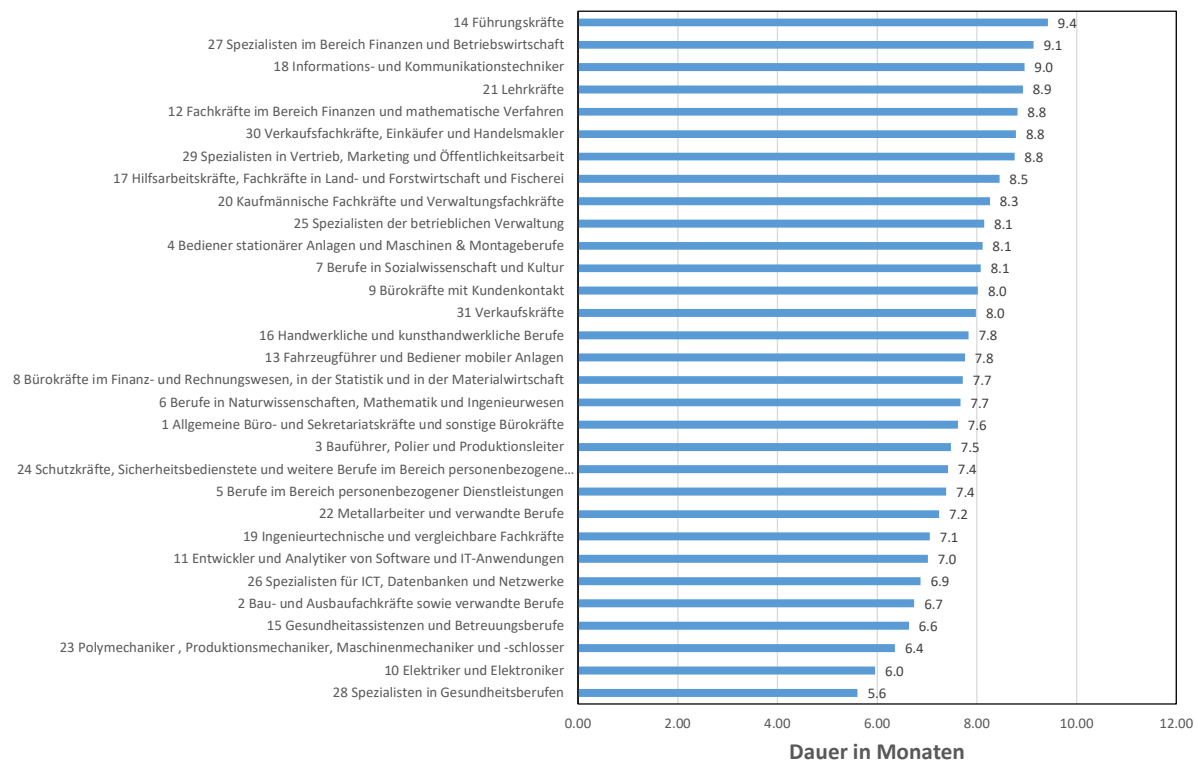 14 Führungskräfte 9.4
27 Spezialisten im Bereich Finanzen und Betriebswirtschaft 9.1
18 Informations- und Kommunikationstechniker 9.0
21 Lehrkräfte 8.9
12 Fachkräfte im Bereich Finanzen und mathematische Verfahren 8.8
30 Verkaufsfachkräfte, Einkäufer und Handelsmakler 8.8
29 Spezialisten in Vertrieb, Marketing und Öffentlichkeitsarbeit 8.8
17 Hilfsarbeitskräfte, Fachkräfte in Land- und Forstwirtschaft und Fischerei 8.5
20 Kaufmännische Fachkräfte und Verwaltungsfachkräfte 8.3
25 Spezialisten der betrieblichen Verwaltung 8.1
4 Bediener stationärer Anlagen und Maschinen & Montageberufe 8.1
7 Berufe in Sozialwissenschaft und Kultur 8.1
9 Bürokräfte mit Kundenkontakt 8.0
31 Verkaufskräfte 8.0
16 Handwerkliche und kunsthandwerkliche Berufe 7.8
13 Fahrzeugführer und Bediener mobiler Anlagen 7.8
8 Bürokräfte im Finanz- und Rechnungswesen, in der Statistik und in der Materialwirtschaft 7.7
6 Berufe in Naturwissenschaften, Mathematik und Ingenieurwesen 7.7
1 Allgemeine Büro- und Sekretariatskräfte und sonstige Bürokräfte 7.6
3 Bauführer, Polier und Produktionsleiter 7.5
24 Schutzkräfte, Sicherheitsbedienstete und weitere Berufe im Bereich personenbezogene… 7.4
5 Berufe im Bereich personenbezogener Dienstleistungen 7.4
22 Metallarbeiter und verwandte Berufe 7.2
19 Ingenieurtechnische und vergleichbare Fachkräfte 7.1
11 Entwickler und Analytiker von Software und IT-Anwendungen 7.0
26 Spezialisten für ICT, Datenbanken und Netzwerke 6.9
2 Bau- und Ausbaufachkräfte sowie verwandte Berufe 6.7
15 Gesundheitassistenzen und Betreuungsberufe 6.6
23 Polymechaniker , Produktionsmechaniker, Maschinenmechaniker und -schlosser 6.4
10 Elektriker und Elektroniker 6.0
28 Spezialisten in Gesundheitsberufen 5.6
0.00 2.00 4.00 6.00 8.00 10.00 12.00
Dauer in Monaten